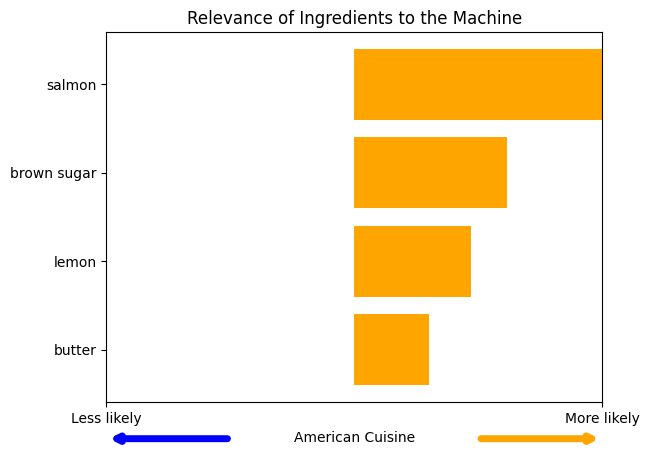 Relevance of Ingredients to the Machine
salmon
brown sugar
lemon
butter
Less likely
More likely
American Cuisine